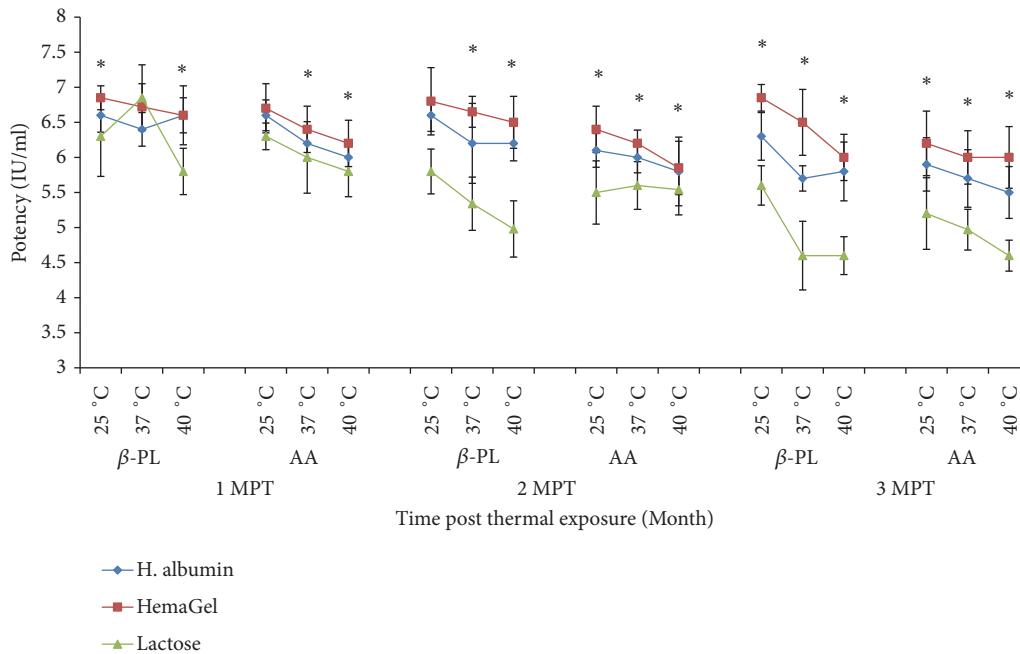 8
7.5
7
6.5
6
5.5
5
4.5
4
3.5
3
Potency (IU/ml)
* * * * * * * * * * * * * * *
25 °C 37 °C 40 °C 25 °C 37 °C 40 °C 25 °C 37 °C 40 °C 25 °C 37 °C 40 °C 25 °C 37 °C 40 °C 25 °C 37 °C 40 °C
β-PL AA β-PL AA β-PL AA
1 MPT 2 MPT 3 MPT
Time post thermal exposure (Month)
H. albumin
HemaGel
Lactose